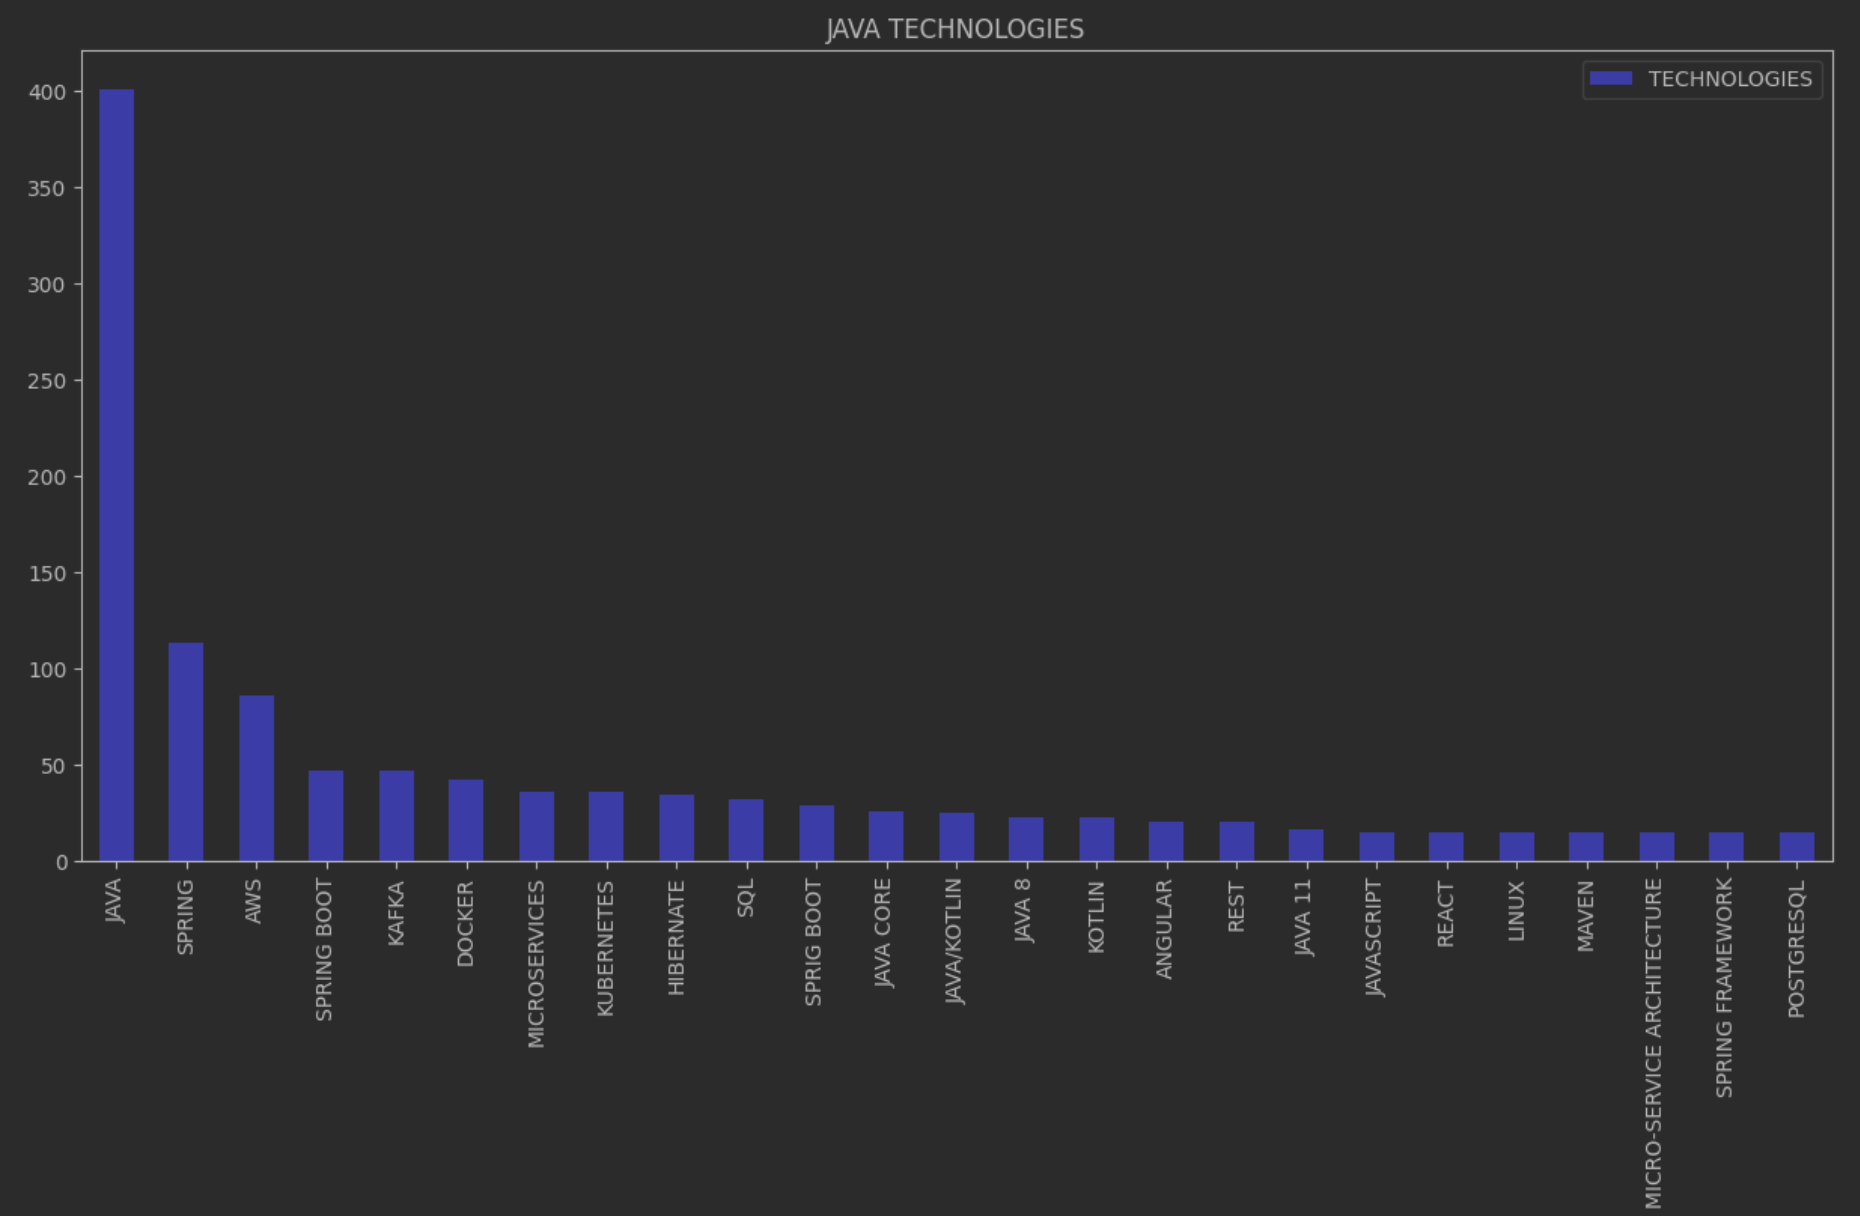 JAVA TECHNOLOGIES
TECHNOLOGIES
400
350
300
250
200
150
100
50
0
JAVA
SPRING
AWS
SPRING BOOT
KAFKA
DOCKER
MICROSERVICES
KUBERNETES
HIBERNATE
SQL
SPRIG BOOT
JAVA CORE
JAVA/KOTLIN
JAVA 8
KOTLIN
ANGULAR
REST
JAVA 11
JAVASCRIPT
REACT
LINUX
MAVEN
MICRO-SERVICE ARCHITECTURE
SPRING FRAMEWORK
POSTGRESQL